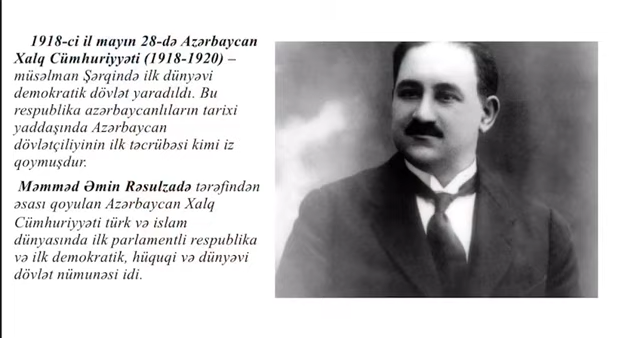 1918-ci il mayın 28-də Azərbaycan
Xalq Cümhuriyyəti (1918-1920) –
müsəlman Şərqində ilk dünyəvi
demokratik dövlət yaradıldı. Bu
respublika azərbaycanlıların tarixi
yaddaşında Azərbaycan
dövlətçiliyinin ilk təcrübəsi kimi iz
qoymuşdur.
Məmməd Əmin Rəsulzadə tərəfindən
əsası qoyulan Azərbaycan Xalq
Cümhuriyyəti türk və islam
dünyasında ilk parlamentli respublika
və ilk demokratik, hüquqi və dünyəvi
dövlət nümunəsi idi.